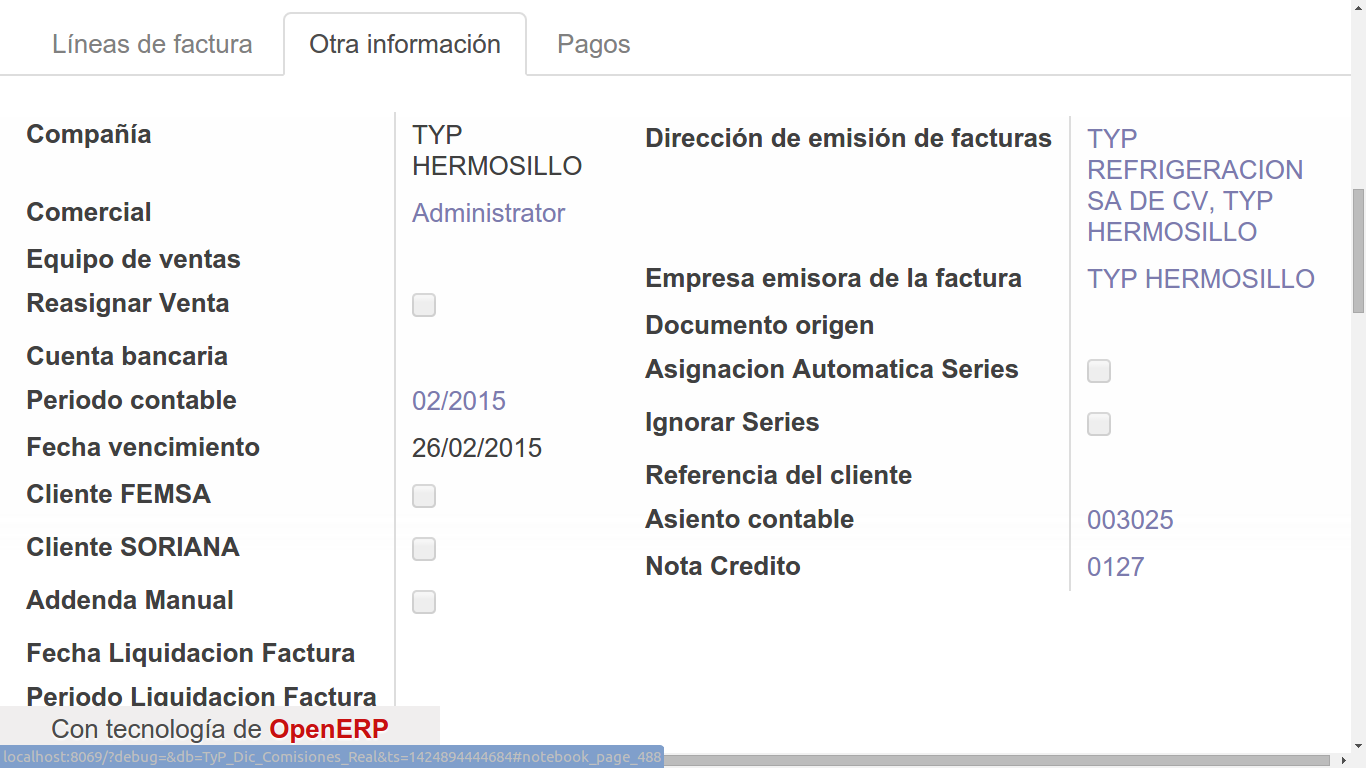 Líneas de factura
Otra información
Pagos
Compañía
TYP
HERMOSILLO
Comercial
Administrator
Equipo de ventas
Reasignar Venta
Cuenta bancaria
Periodo contable
02/2015
Fecha vencimiento
26/02/2015
Cliente FEMSA
Cliente SORIANA
Addenda Manual
Fecha Liquidacion Factura
Periodo Liquidacion Factura
Dirección de emisión de facturas
TYP
REFRIGERACION
SA DE CV, TYP
HERMOSILLO
Empresa emisora de la factura
TYP HERMOSILLO
Documento origen
Asignacion Automatica Series
Ignorar Series
Referencia del cliente
Asiento contable
003025
Nota Credito
0127
Con tecnología de OpenERP
localhost:8069/?debug=&db=TyP_Dic_Comisiones_Real&ts=1424894444684#notebook_page_488